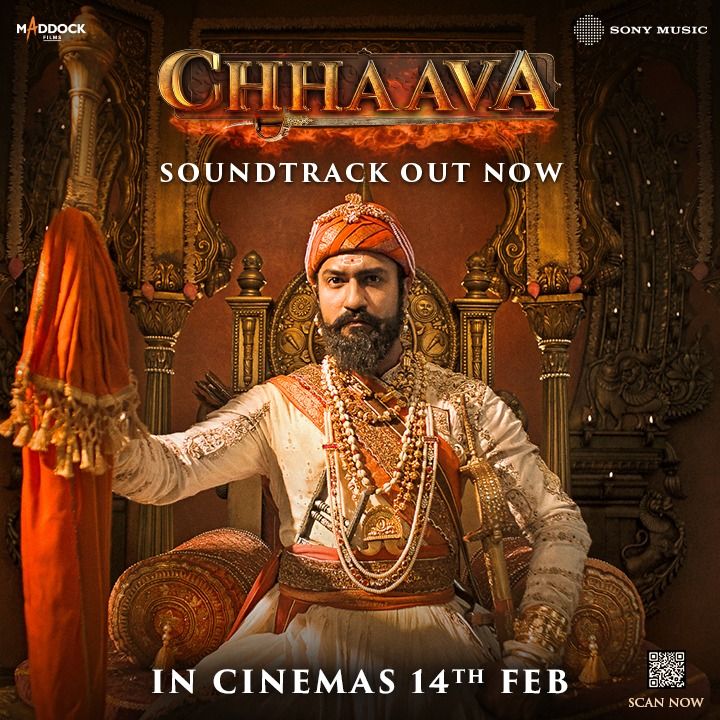 MADDOCK
FILMS
SONY MUSIC
CHHAAVA
SOUNDTRACK OUT NOW
IN CINEMAS 14TH FEB
SCAN NOW